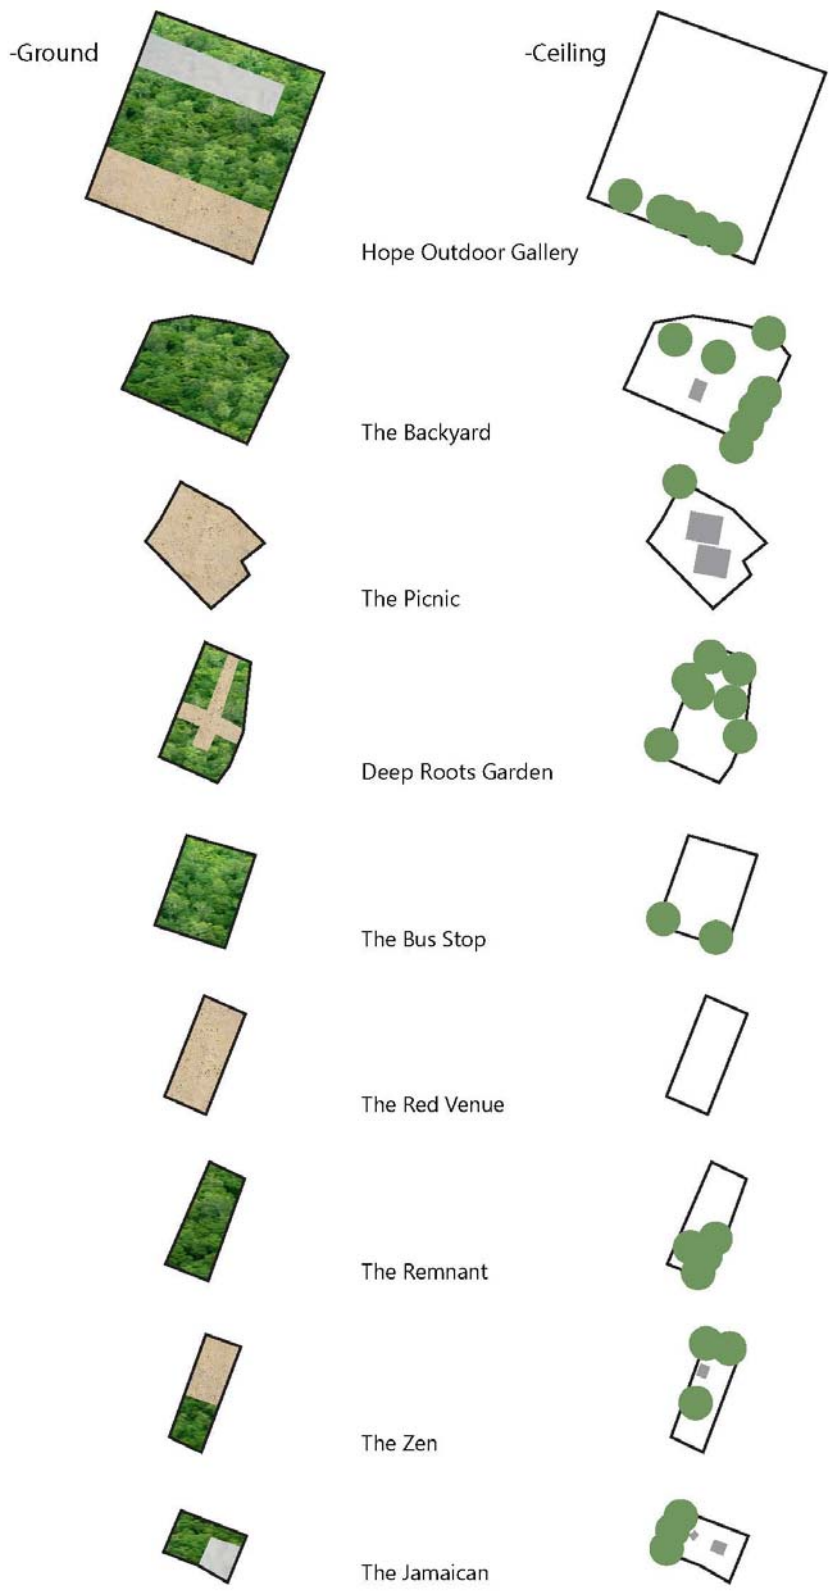 -Ground
-Ceiling
Hope Outdoor Gallery
The Backyard
The Picnic
Deep Roots Garden
The Bus Stop
The Red Venue
The Remnant
The Zen
The Jamaican